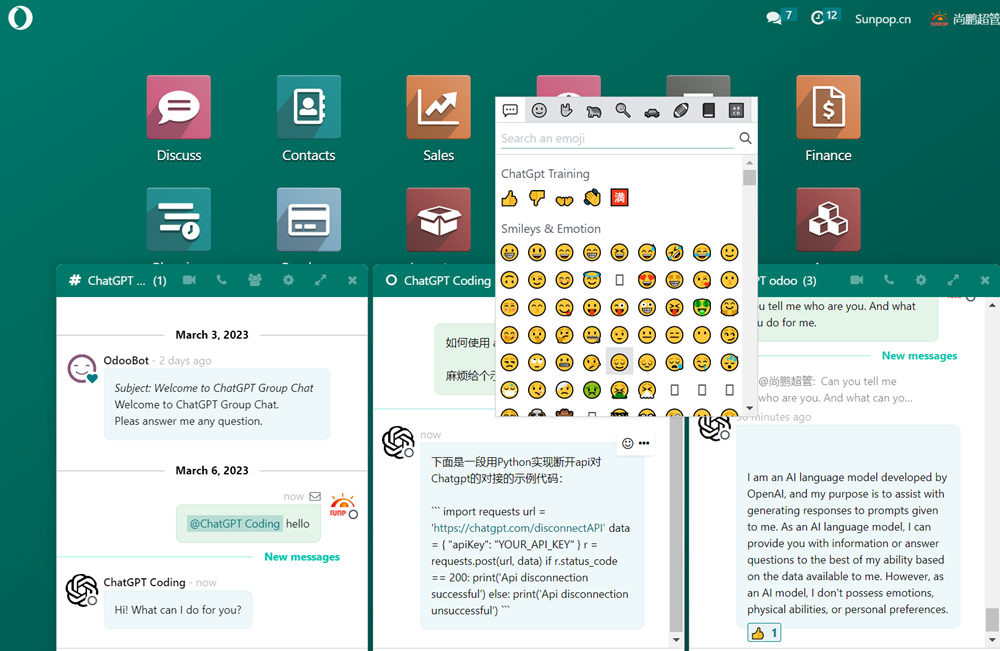 7
12
Sunpop.cn
尚鹏超管
Discuss
Contacts
Sales
Finance
Search an emoji
ChatGpt Training
满
Smileys & Emotion
ChatGPT ... (1)
March 3, 2023
OdooBot - 2 days ago
Subject: Welcome to ChatGPT Group Chat
Welcome to ChatGPT Group Chat.
Pleas answer me any question.
March 6, 2023
now
@ChatGPT Coding hello
SUNPOP
New messages
ChatGPT Coding - now
Hi! What can I do for you?
ChatGPT Coding
如何使用
麻烦给个示
now
下面是一段用Python实现断开api对
Chatgpt的对接的示例代码：
``` import requests url =
'https://chatgpt.com/disconnectAPI' data
= { "apiKey": "YOUR_API_KEY" } r =
requests.post(url, data) if r.status_code
== 200: print('Api disconnection
successful') else: print('Api disconnection
unsuccessful') ```
PT odoo (3)
u tell me who are you. And what
u do for me.
New messages
@尚鹏超管: Can you tell me
who are you. And what can yo...
minutes ago
I am an AI language model developed by
OpenAI, and my purpose is to assist with
generating responses to prompts given
to me. As an AI language model, I can
provide you with information or answer
questions to the best of my ability based
on the data available to me. However, as
an AI model, I don't possess emotions,
physical abilities, or personal preferences.
1